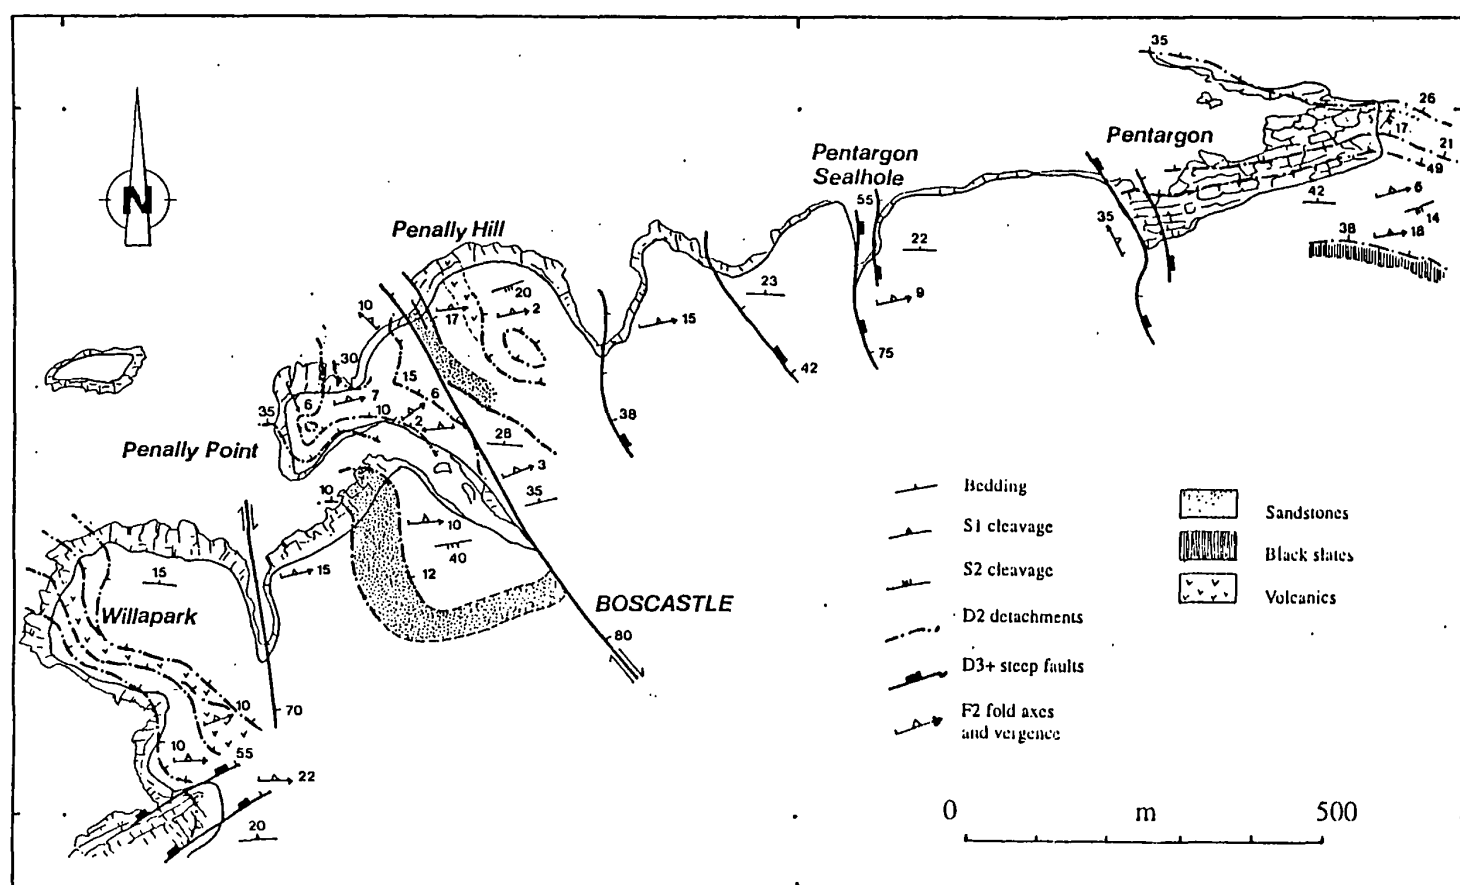 35
26
17
21
49
Pentargon
Pentargon
Sealhole
55
42
6
14
35
38
18
22
N
Penally Hill
20
10
2
17
23
9
15
30
15
42
75
7
6
6
10
35
2
38
28
Penally Point
3
10
35
10
40
15
15
12
Willapark
BOSCASTLE
80
10
70
10
55
22
20
Bedding
S1 cleavage
S2 cleavage
D2 detachments
D3+ steep faults
F2 fold axes
and vergence
Sandstones
Black slates
Volcanics
0 m 500